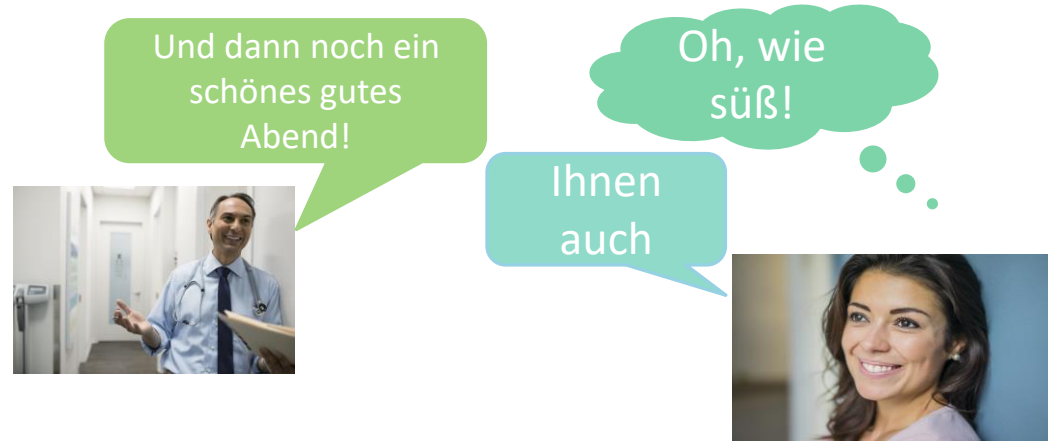 Und dann noch ein
schönes gutes
Abend!
Oh, wie
süß!
Ihnen
auch